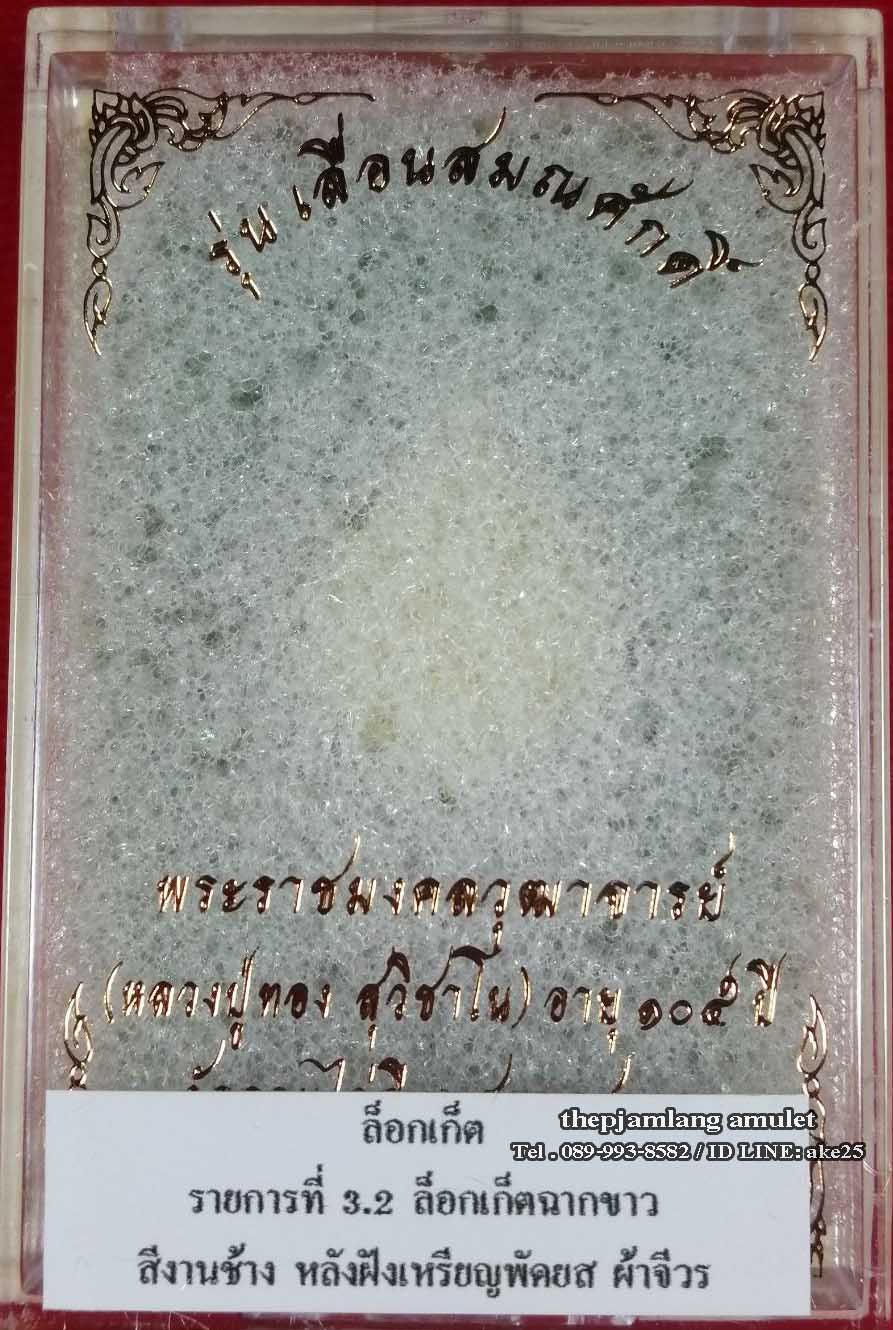 รุ่น เลื่อนสมณศักดิ์
พระราชมงคลวุฒาจารย์
(หลวงปู่ทอง สุวิชาโน) อายุ ๑๐๕ ปี
ล็อกเก็ต
thepjamlang amulet
Tel . 089-993-8582 / ID LINE: ake25
รายการที่ 3.2 ล็อกเก็ตฉากขาว
สีงานช้าง หลังฝังเหรียญพัดยส ผ้าจีวร